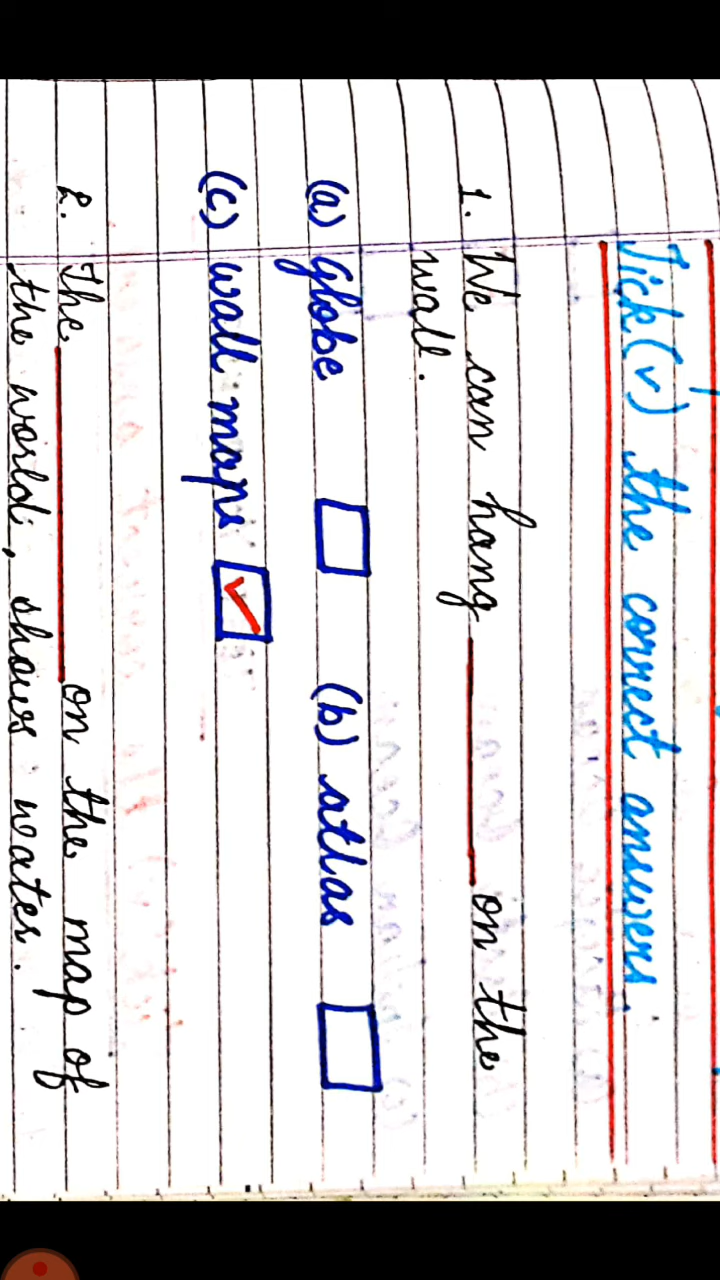 Tick (✓) the correct answers.
1. We can hang ______ on the
wall.
(a) globe ☐ (b) atlas ☐
(c) wall maps ☑
2. The ______ on the map of
the world, shows water.